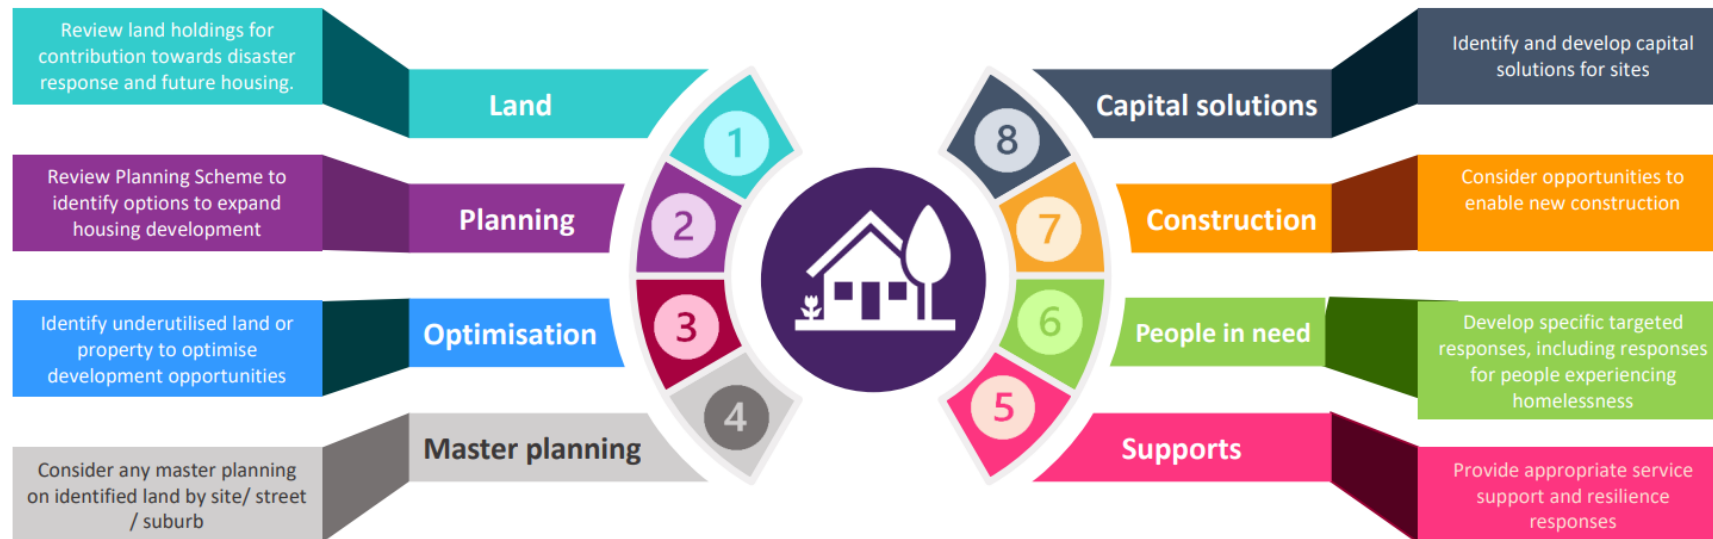 Review land holdings for
contribution towards disaster
response and future housing.
Land
1
Review Planning Scheme to
identify options to expand
housing development
Planning
2
Identify underutilised land or
property to optimise
development opportunities
Optimisation
3
Consider any master planning
on identified land by site/ street
/ suburb
Master planning
4
5
Supports
Provide appropriate service
support and resilience
responses
6
People in need
Develop specific targeted
responses, including responses
for people experiencing
homelessness
7
Construction
Consider opportunities to
enable new construction
8
Capital solutions
Identify and develop capital
solutions for sites